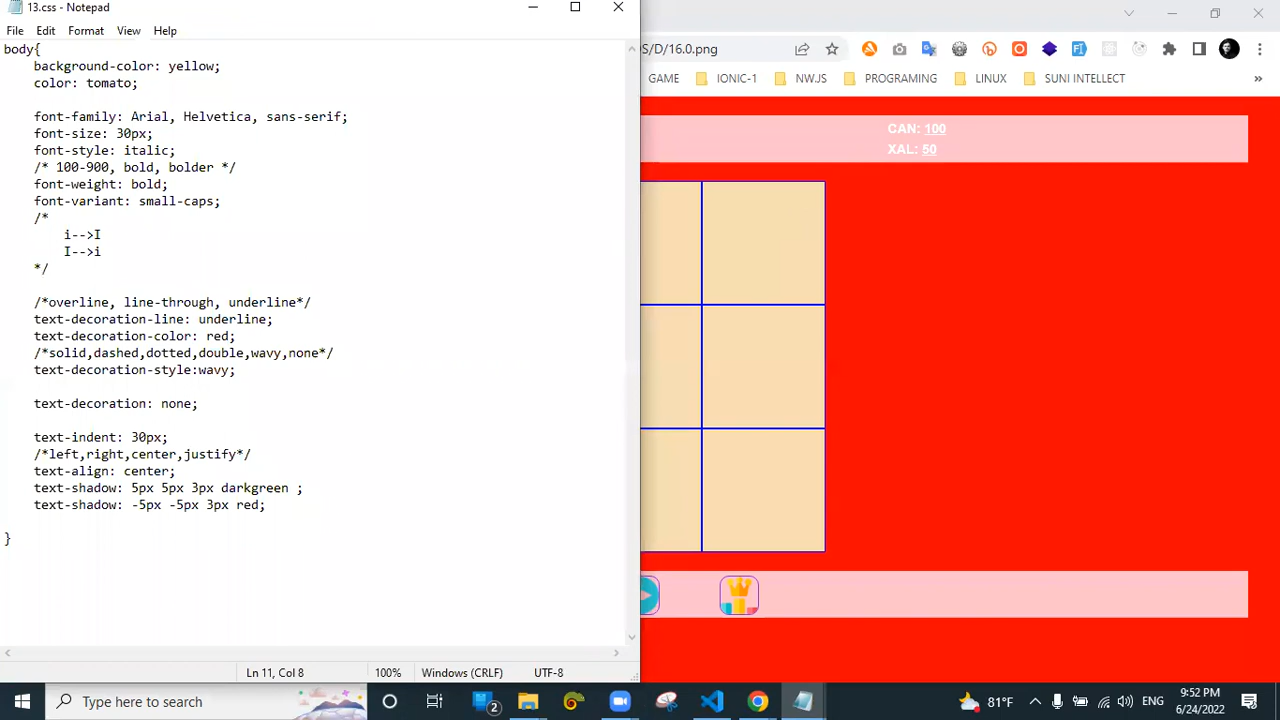 13.css - Notepad
File Edit Format View Help
body{
background-color: yellow;
color: tomato;
font-family: Arial, Helvetica, sans-serif;
font-size: 30px;
font-style: italic;
/* 100-900, bold, bolder */
font-weight: bold;
font-variant: small-caps;
/*
i-->I
I-->i
*/
/*overline, line-through, underline*/
text-decoration-line: underline;
text-decoration-color: red;
/*solid,dashed,dotted,double,wavy,none*/
text-decoration-style:wavy;
text-decoration: none;
text-indent: 30px;
/*left,right,center,justify*/
text-align: center;
text-shadow: 5px 5px 3px darkgreen ;
text-shadow: -5px -5px 3px red;
}
Ln 11, Col 8 100% Windows (CRLF) UTF-8
S/D/16.0.png
GAME IONIC-1 NW.JS PROGRAMING LINUX SUNI INTELLECT »
CAN: 100
XAL: 50
Type here to search
2
81°F ENG
9:52 PM
6/24/2022